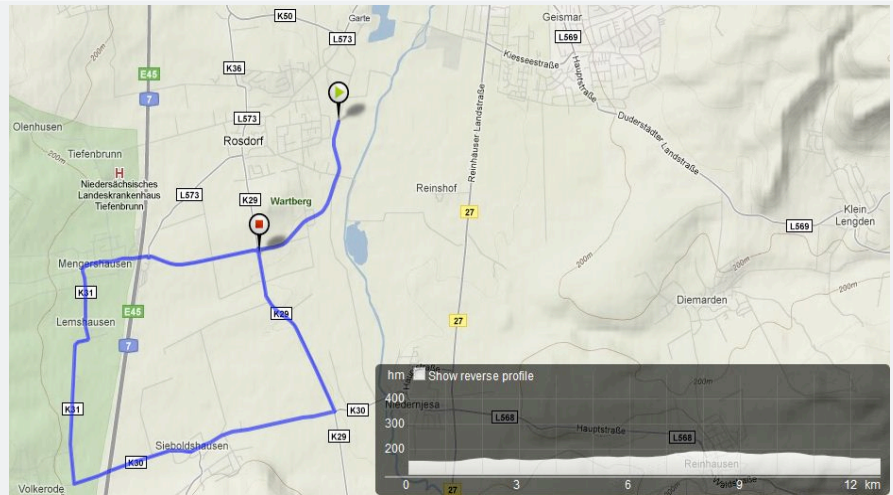 K50
Garte
Geismar
L573
L569
200m
Kiesseestraße
E45
K36
Hauptstraße
7
Reinhäuser Landstraße
L573
Duderstädter Landstraße
Olenhusen
Rosdorf
Tiefenbrunn
200m
H
Niedersächsisches
Landeskrankenhaus
Tiefenbrunn
L573
K29
Wartberg
Reinshof
27
L569
Klein
Lengden
Mengershausen
200m
200m
K31
200m
Diemarden
E45
K29
Lemshausen
27
7
hm
Show reverse profile
200m
400
Niedernjesa
K31
K30
L568
300
Hauptstraße
K29
L568
Sieboldshausen
200
K30
Reinhausen
Volkerode
27
0
3
6
9
12
km